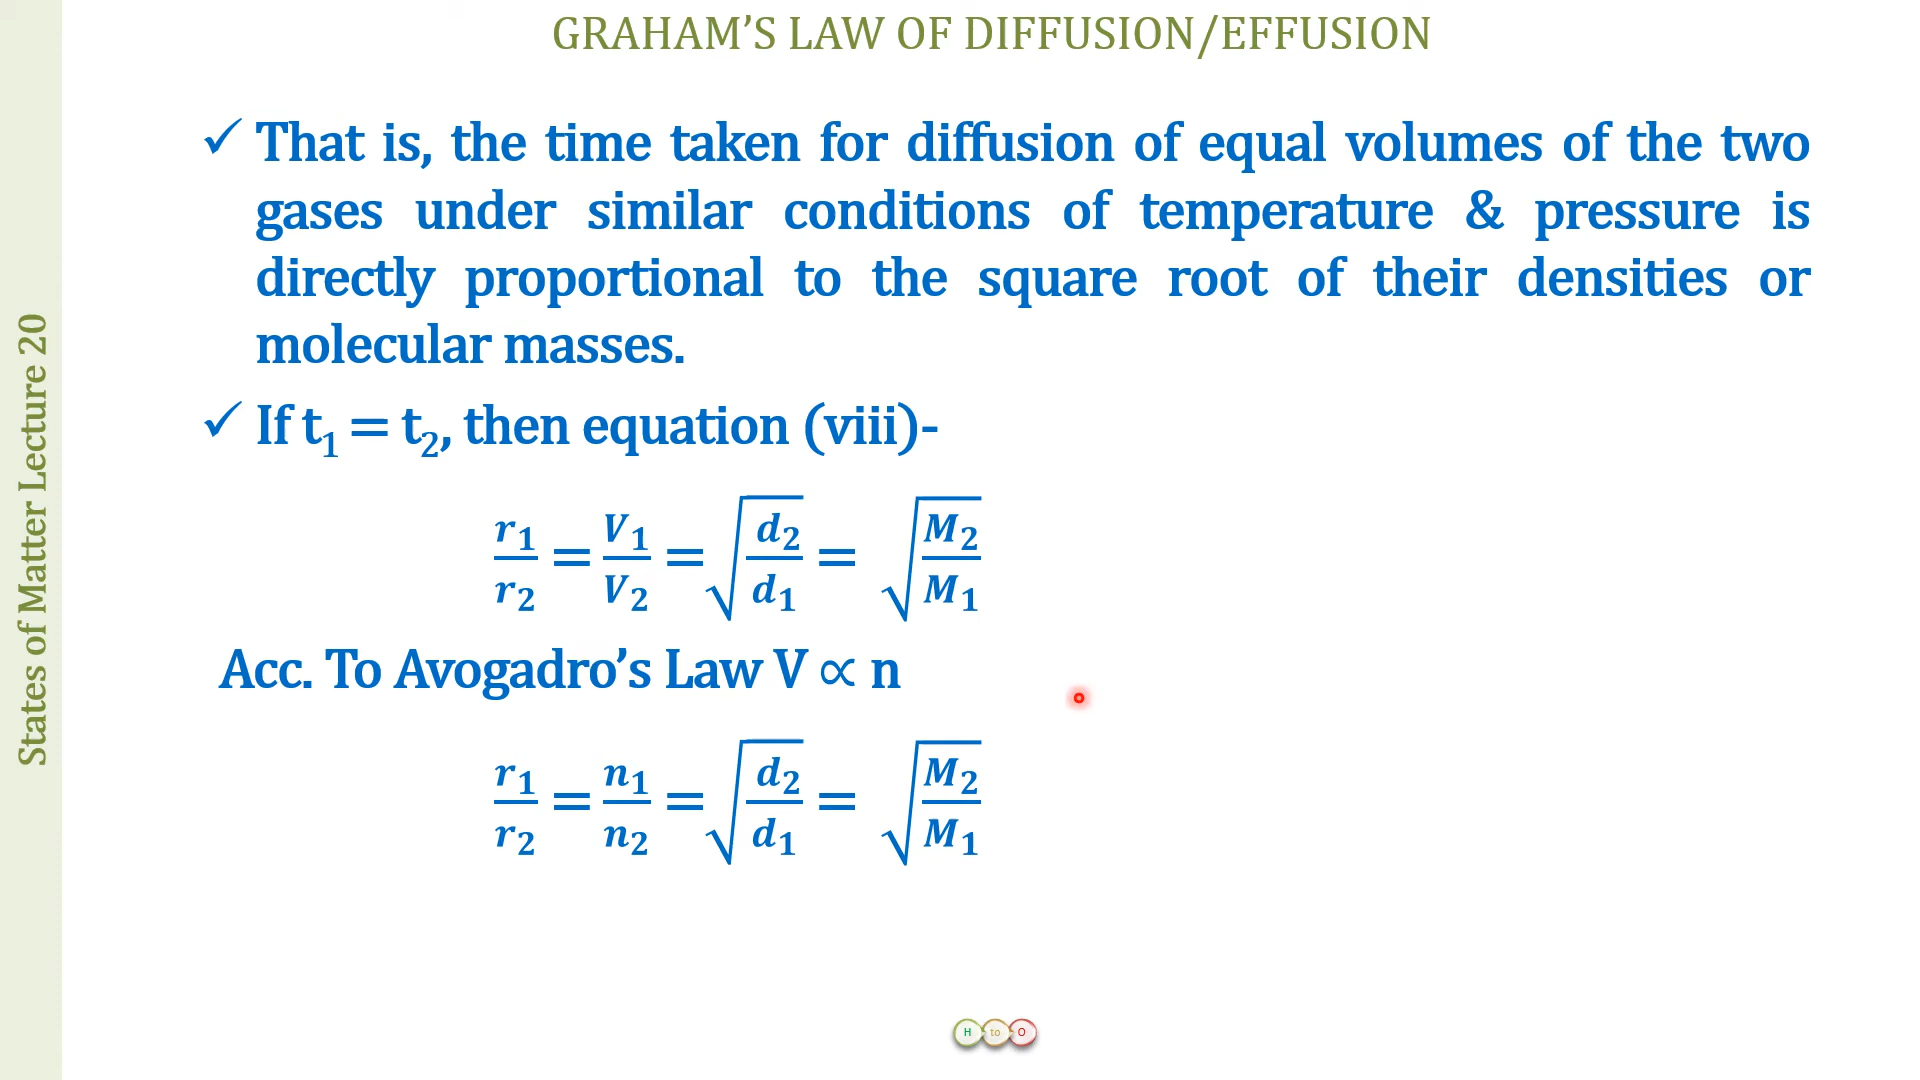 GRAHAM’S LAW OF DIFFUSION/EFFUSION
✓ That is, the time taken for diffusion of equal volumes of the two
gases under similar conditions of temperature & pressure is
directly proportional to the square root of their densities or
molecular masses.
✓ If t₁ = t₂, then equation (viii)-
r₁/r₂ = V₁/V₂ = √(d₂/d₁) = √(M₂/M₁)
Acc. To Avogadro’s Law V ∝ n
r₁/r₂ = n₁/n₂ = √(d₂/d₁) = √(M₂/M₁)
States of Matter Lecture 20
H to O